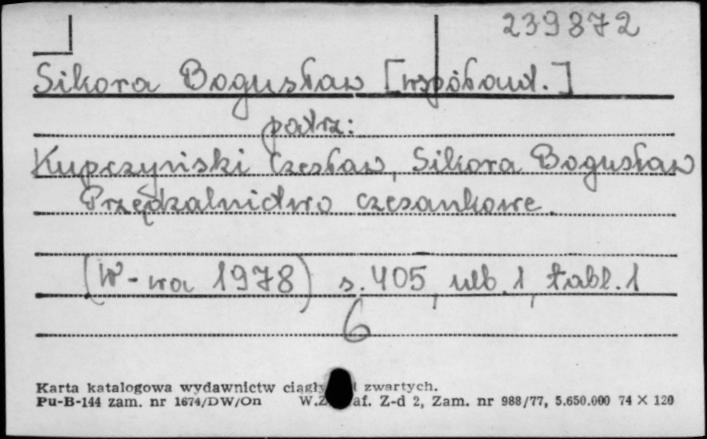 239872
Sikora Bogusław [współaut.]
patrz:
Kupczyński Czesław, Sikora Bogusław
Przędzalnictwo czesankowe.
(W-wa 1978) s. 405, nlb. 1, tabl. 1
6
Karta katalogowa wydawnictw zwartych.
Pu-B-144 zam. nr 1674/DW/On af. Z-d 2, Zam. nr 988/77, 5.650.000 74 X 120